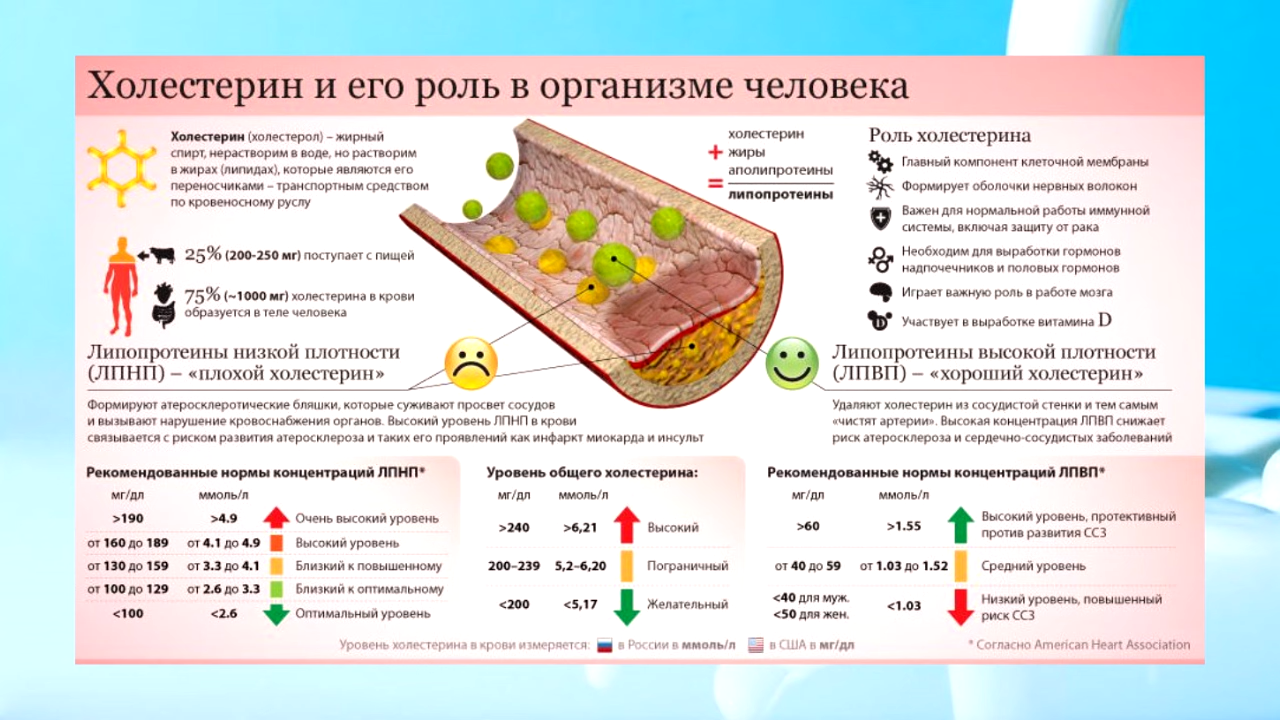 Холестерин и его роль в организме человека
Холестерин (холестерол) – жирный
спирт, нерастворим в воде, но растворим
в жирах (липидах), которые являются его
переносчиками – транспортным средством
по кровеносному руслу
25% (200-250 мг) поступает с пищей
75% (~1000 мг) холестерина в крови
образуется в теле человека
холестерин
+ жиры
аполипротеины
= липопротеины
Роль холестерина
Главный компонент клеточной мембраны
Формирует оболочки нервных волокон
Важен для нормальной работы иммунной
системы, включая защиту от рака
Необходим для выработки гормонов
надпочечников и половых гормонов
Играет важную роль в работе мозга
D
Участвует в выработке витамина D
Липопротеины низкой плотности
(ЛПНП) – «плохой холестерин»
Формируют атеросклеротические бляшки, которые суживают просвет сосудов
и вызывают нарушение кровоснабжения органов. Высокий уровень ЛПНП в крови
связывается с риском развития атеросклероза и таких его проявлений как инфаркт миокарда и инсульт
Липопротеины высокой плотности
(ЛПВП) – «хороший холестерин»
Удаляют холестерин из сосудистой стенки и тем самым
«чистят артерии». Высокая концентрация ЛПВП снижает
риск атеросклероза и сердечно-сосудистых заболеваний
Рекомендованные нормы концентраций ЛПНП*
мг/дл ммоль/л
>190 >4.9 Очень высокий уровень
от 160 до 189 от 4.1 до 4.9 Высокий уровень
от 130 до 159 от 3.3 до 4.1 Близкий к повышенному
от 100 до 129 от 2.6 до 3.3 Близкий к оптимальному
<100 <2.6 Оптимальный уровень
Уровень общего холестерина:
мг/дл ммоль/л
>240 >6,21 Высокий
200–239 5,2–6,20 Пограничный
<200 <5,17 Желательный
Рекомендованные нормы концентраций ЛПВП*
мг/дл ммоль/л
>60 >1.55 Высокий уровень, протективный
против развития ССЗ
от 40 до 59 от 1.03 до 1.52 Средний уровень
<40 для муж.
<50 для жен. <1.03 Низкий уровень, повышенный
риск ССЗ
Уровень холестерина в крови измеряется: в России в ммоль/л в США в мг/дл
* Согласно American Heart Association